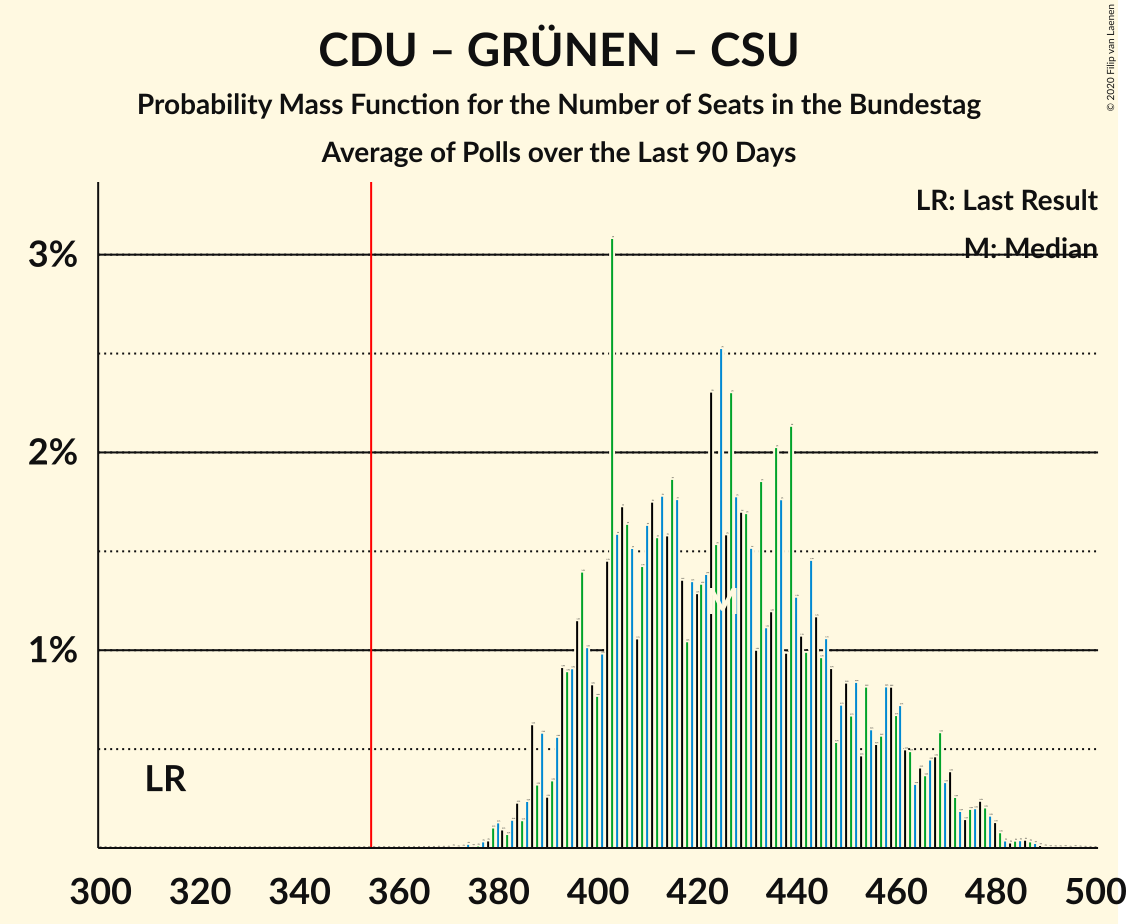 CDU – GRÜNEN – CSU
Probability Mass Function for the Number of Seats in the Bundestag
Average of Polls over the Last 90 Days
© 2020 Filip van Laenen
LR: Last Result
M: Median
3%
2%
1%
M
LR
300 320 340 360 380 400 420 440 460 480 500